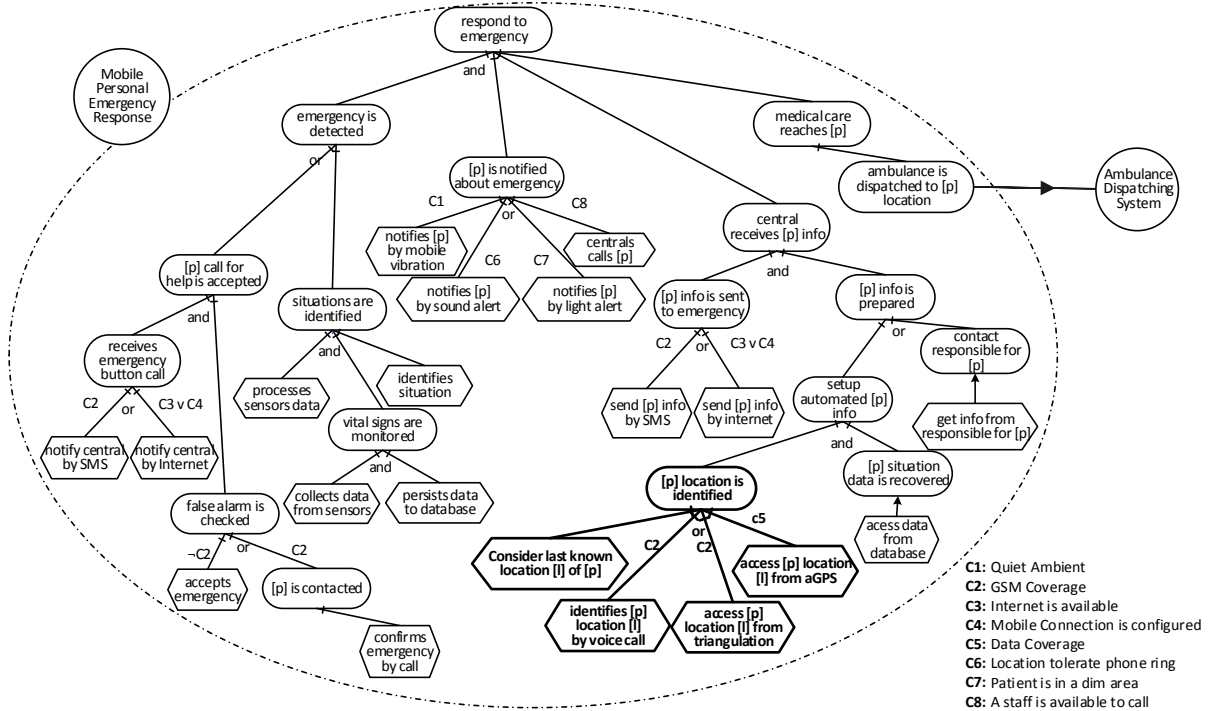 respond to
emergency
and
Mobile
Personal
Emergency
Response
emergency is
detected
or
medical care
reaches [p]
ambulance is
dispatched to [p]
location
Ambulance
Dispatching
System
[p] is notified
about emergency
C1
or
C8
notifies [p]
by mobile
vibration
C6
C7
centrals
calls [p]
notifies [p]
by sound alert
notifies [p]
by light alert
central
receives [p] info
and
[p] call for
help is accepted
and
situations are
identified
and
[p] info is sent
to emergency
C2
or
C3 v C4
[p] info is
prepared
or
contact
responsible for
[p]
receives
emergency
button call
C2
or
C3 v C4
notify central
by SMS
notify central
by Internet
processes
sensors data
identifies
situation
vital signs are
monitored
and
collects data
from sensors
persists data
to database
send [p] info
by SMS
send [p] info
by internet
setup
automated [p]
info
and
get info from
responsible for [p]
[p] location is
identified
or
C2
C2
c5
[p] situation
data is recovered
acess data
from
database
false alarm is
checked
¬C2
or
C2
accepts
emergency
[p] is contacted
confirms
emergency
by call
Consider last known
location [l] of [p]
identifies [p]
location [l]
by voice call
access [p]
location [l] from
triangulation
access [p] location
[l] from aGPS
C1: Quiet Ambient
C2: GSM Coverage
C3: Internet is available
C4: Mobile Connection is configured
C5: Data Coverage
C6: Location tolerate phone ring
C7: Patient is in a dim area
C8: A staff is available to call